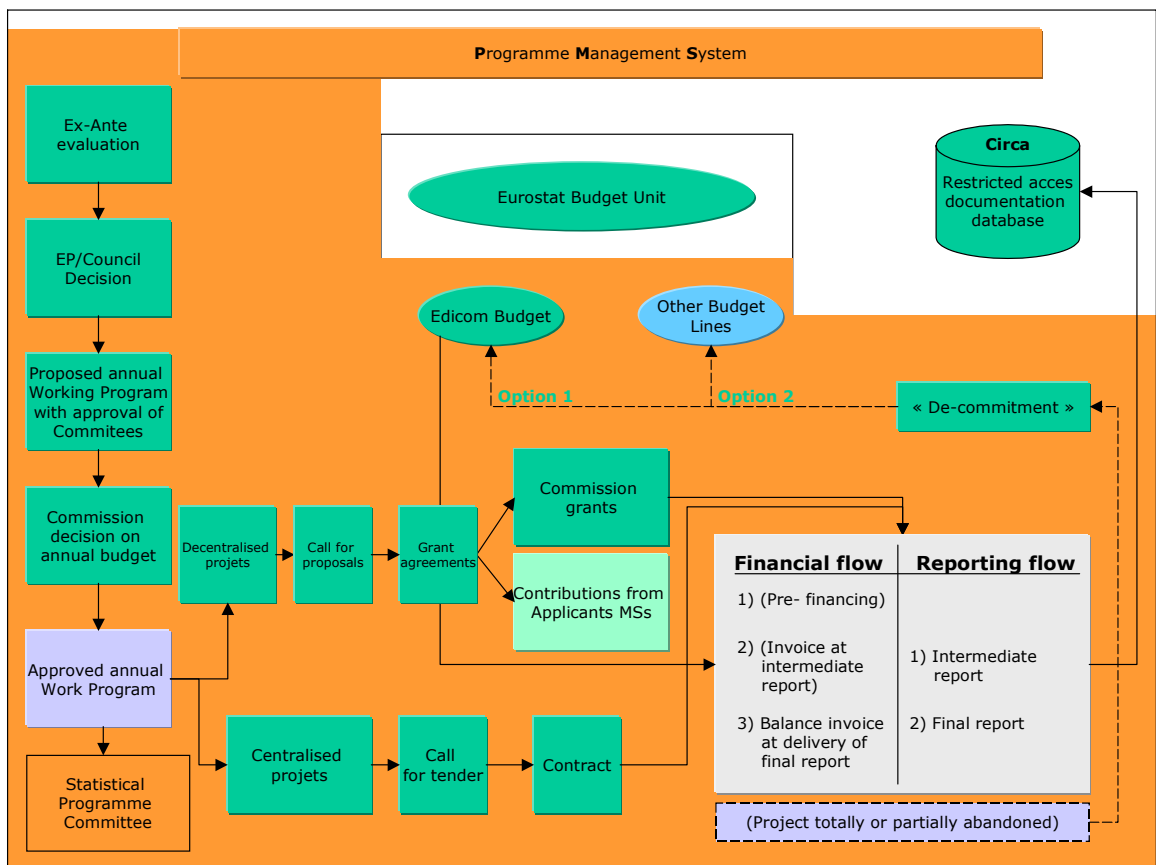 Programme Management System
Ex-Ante
evaluation
EP/Council
Decision
Proposed annual
Working Program
with approval of
Commitees
Commission
decision on
annual budget
Approved annual
Work Program
Statistical
Programme
Committee
Eurostat Budget Unit
Circa
Restricted acces
documentation
database
Edicom Budget
Other Budget
Lines
Option 1
Option 2
« De-commitment »
Decentralised
projets
Call for
proposals
Grant
agreements
Commission
grants
Contributions from
Applicants MSs
Centralised
projets
Call
for tender
Contract
Financial flow
1) (Pre- financing)
2) (Invoice at
intermediate
report)
3) Balance invoice
at delivery of
final report
Reporting flow
1) Intermediate
report
2) Final report
(Project totally or partially abandoned)